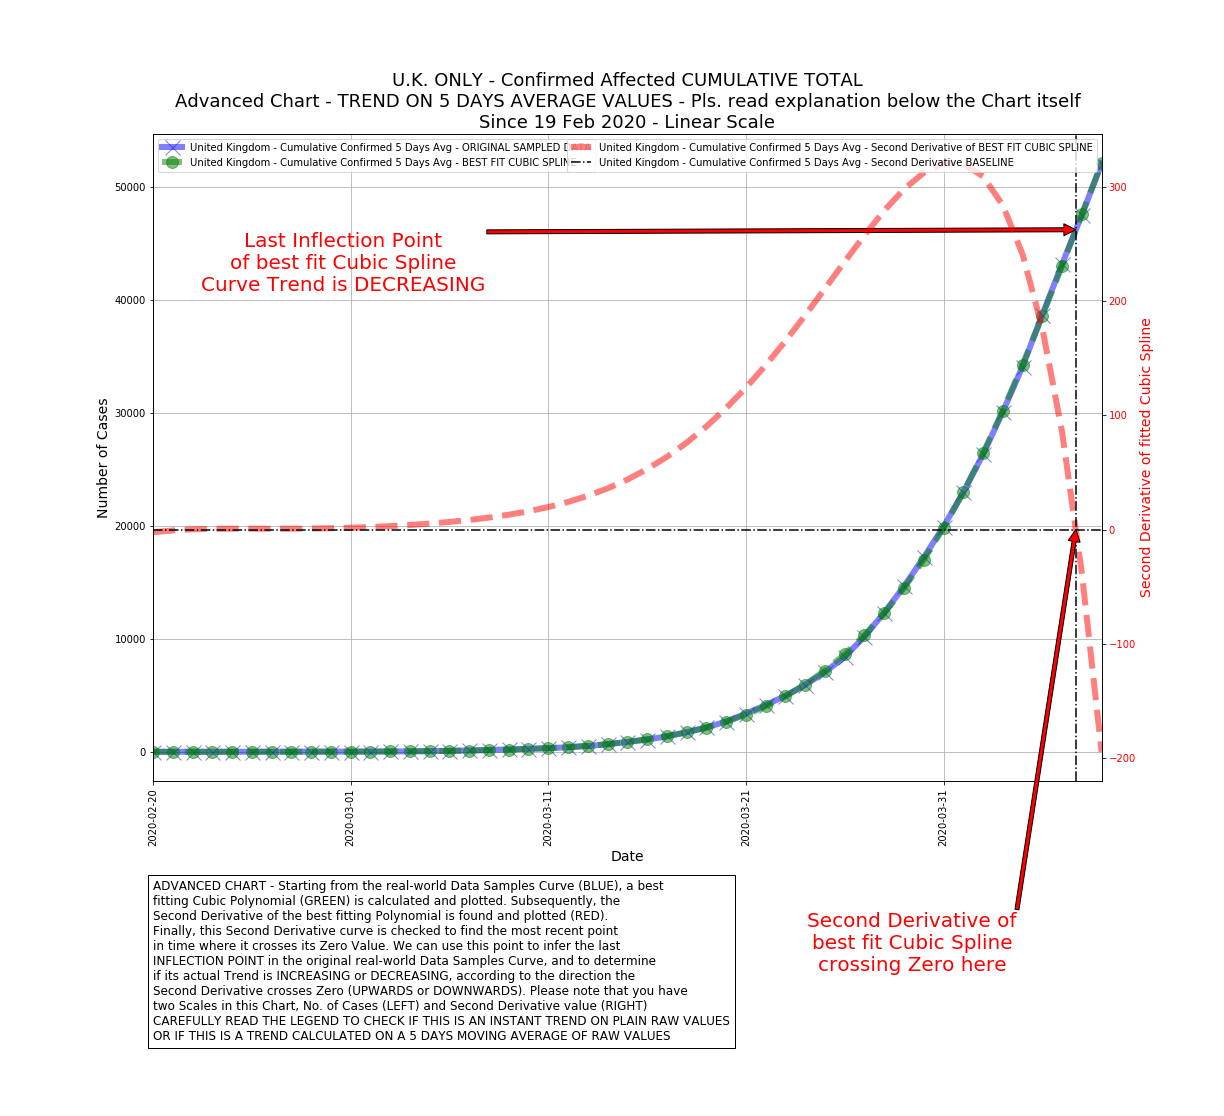 U.K. ONLY - Confirmed Affected CUMULATIVE TOTAL
Advanced Chart - TREND ON 5 DAYS AVERAGE VALUES - Pls. read explanation below the Chart itself
Since 19 Feb 2020 - Linear Scale
United Kingdom - Cumulative Confirmed 5 Days Avg - ORIGINAL SAMPLED DATA
United Kingdom - Cumulative Confirmed 5 Days Avg - BEST FIT CUBIC SPLINE
United Kingdom - Cumulative Confirmed 5 Days Avg - Second Derivative of BEST FIT CUBIC SPLINE
United Kingdom - Cumulative Confirmed 5 Days Avg - Second Derivative BASELINE
Last Inflection Point
of best fit Cubic Spline
Curve Trend is DECREASING
Number of Cases
50000
40000
30000
20000
10000
0
300
200
100
0
−100
−200
Second Derivative of fitted Cubic Spline
2020-02-20
2020-03-01
2020-03-11
2020-03-21
2020-03-31
Date
ADVANCED CHART - Starting from the real-world Data Samples Curve (BLUE), a best
fitting Cubic Polynomial (GREEN) is calculated and plotted. Subsequently, the
Second Derivative of the best fitting Polynomial is found and plotted (RED).
Finally, this Second Derivative curve is checked to find the most recent point
in time where it crosses its Zero Value. We can use this point to infer the last
INFLECTION POINT in the original real-world Data Samples Curve, and to determine
if its actual Trend is INCREASING or DECREASING, according to the direction the
Second Derivative crosses Zero (UPWARDS or DOWNWARDS). Please note that you have
two Scales in this Chart, No. of Cases (LEFT) and Second Derivative value (RIGHT)
CAREFULLY READ THE LEGEND TO CHECK IF THIS IS AN INSTANT TREND ON PLAIN RAW VALUES
OR IF THIS IS A TREND CALCULATED ON A 5 DAYS MOVING AVERAGE OF RAW VALUES
Second Derivative of
best fit Cubic Spline
crossing Zero here